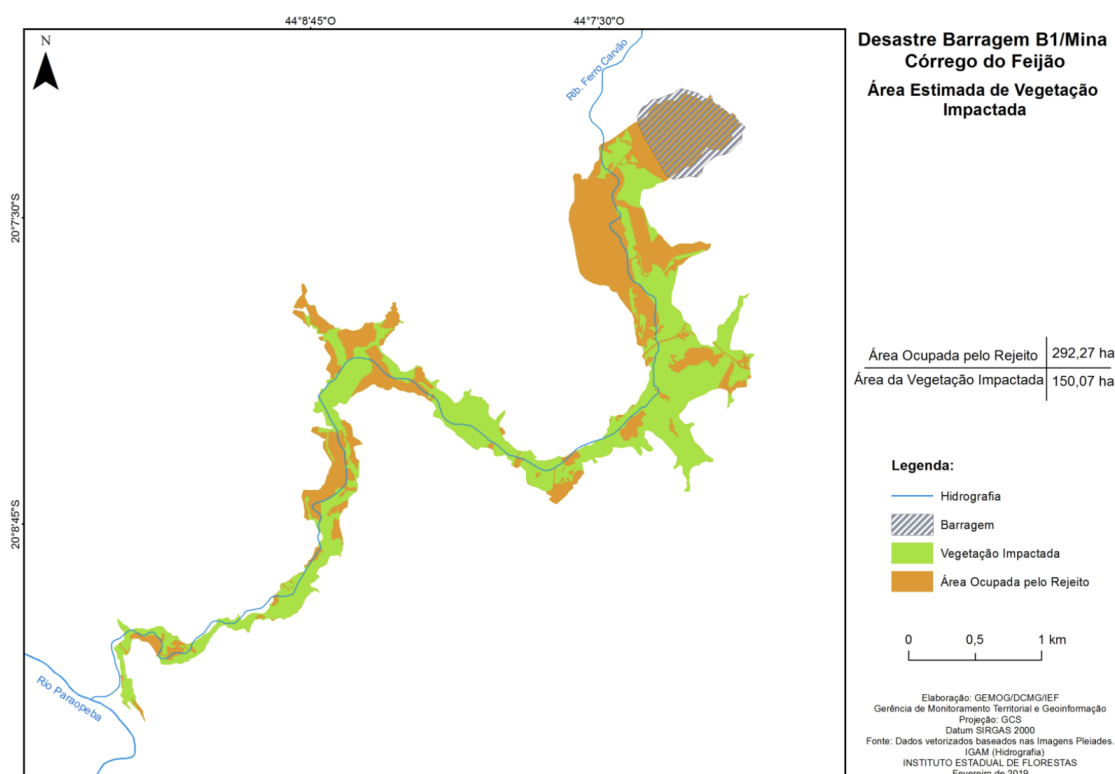 44°8'45"O
44°7'30"O
N
20°7'30"S
20°8'45"S
Rib. Ferro Carvão
Rio Paraopeba
Desastre Barragem B1/Mina
Córrego do Feijão
Área Estimada de Vegetação
Impactada
Área Ocupada pelo Rejeito 292,27 ha
Área da Vegetação Impactada 150,07 ha
Legenda:
Hidrografia
Barragem
Vegetação Impactada
Área Ocupada pelo Rejeito
0 0,5 1 km
Elaboração: GEMOG/DCMG/IEF
Gerência de Monitoramento Territorial e Geoinformação
Projeção: GCS
Datum SIRGAS 2000
Fonte: Dados vetorizados baseados nas Imagens Pleiades.
IGAM (Hidrografia)
INSTITUTO ESTADUAL DE FLORESTAS
Fevereiro de 2019